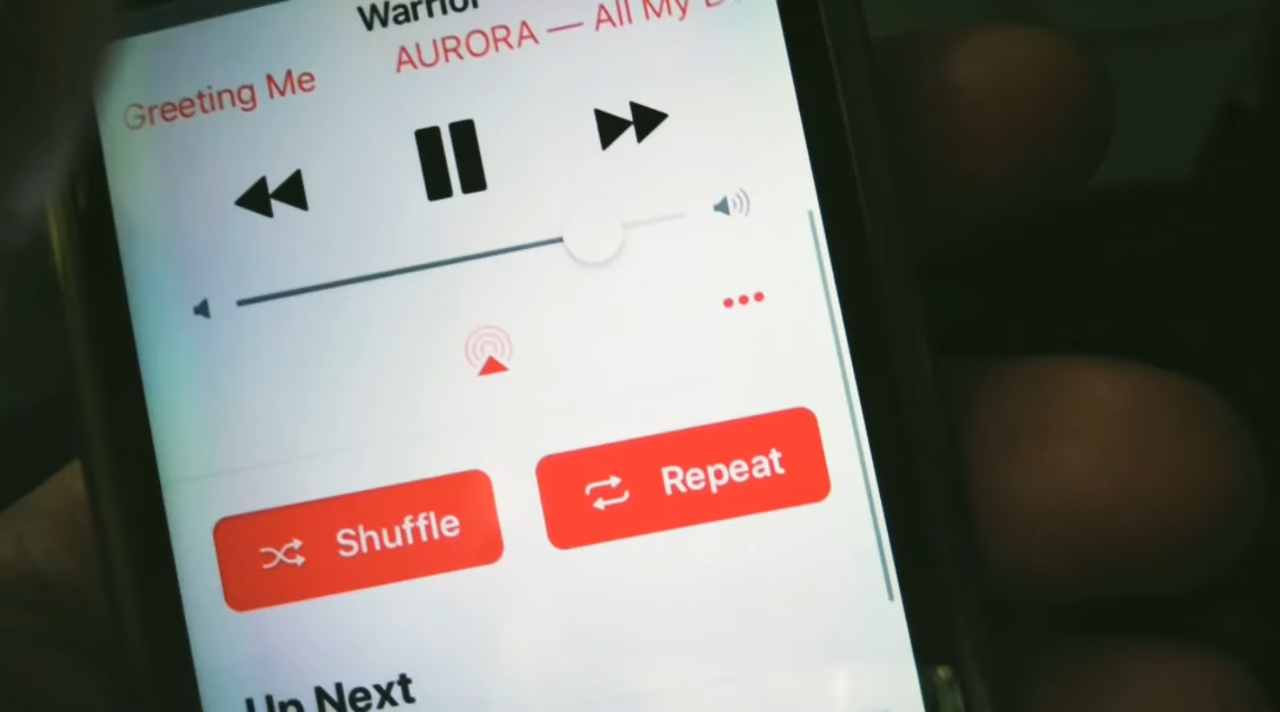 Warrior
Greeting Me
AURORA — All My D
Shuffle
Repeat
Up Next